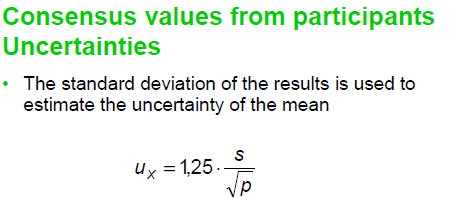 Consensus values from participants
Uncertainties
• The standard deviation of the results is used to
estimate the uncertainty of the mean
u_X = 1,25 · s/√p